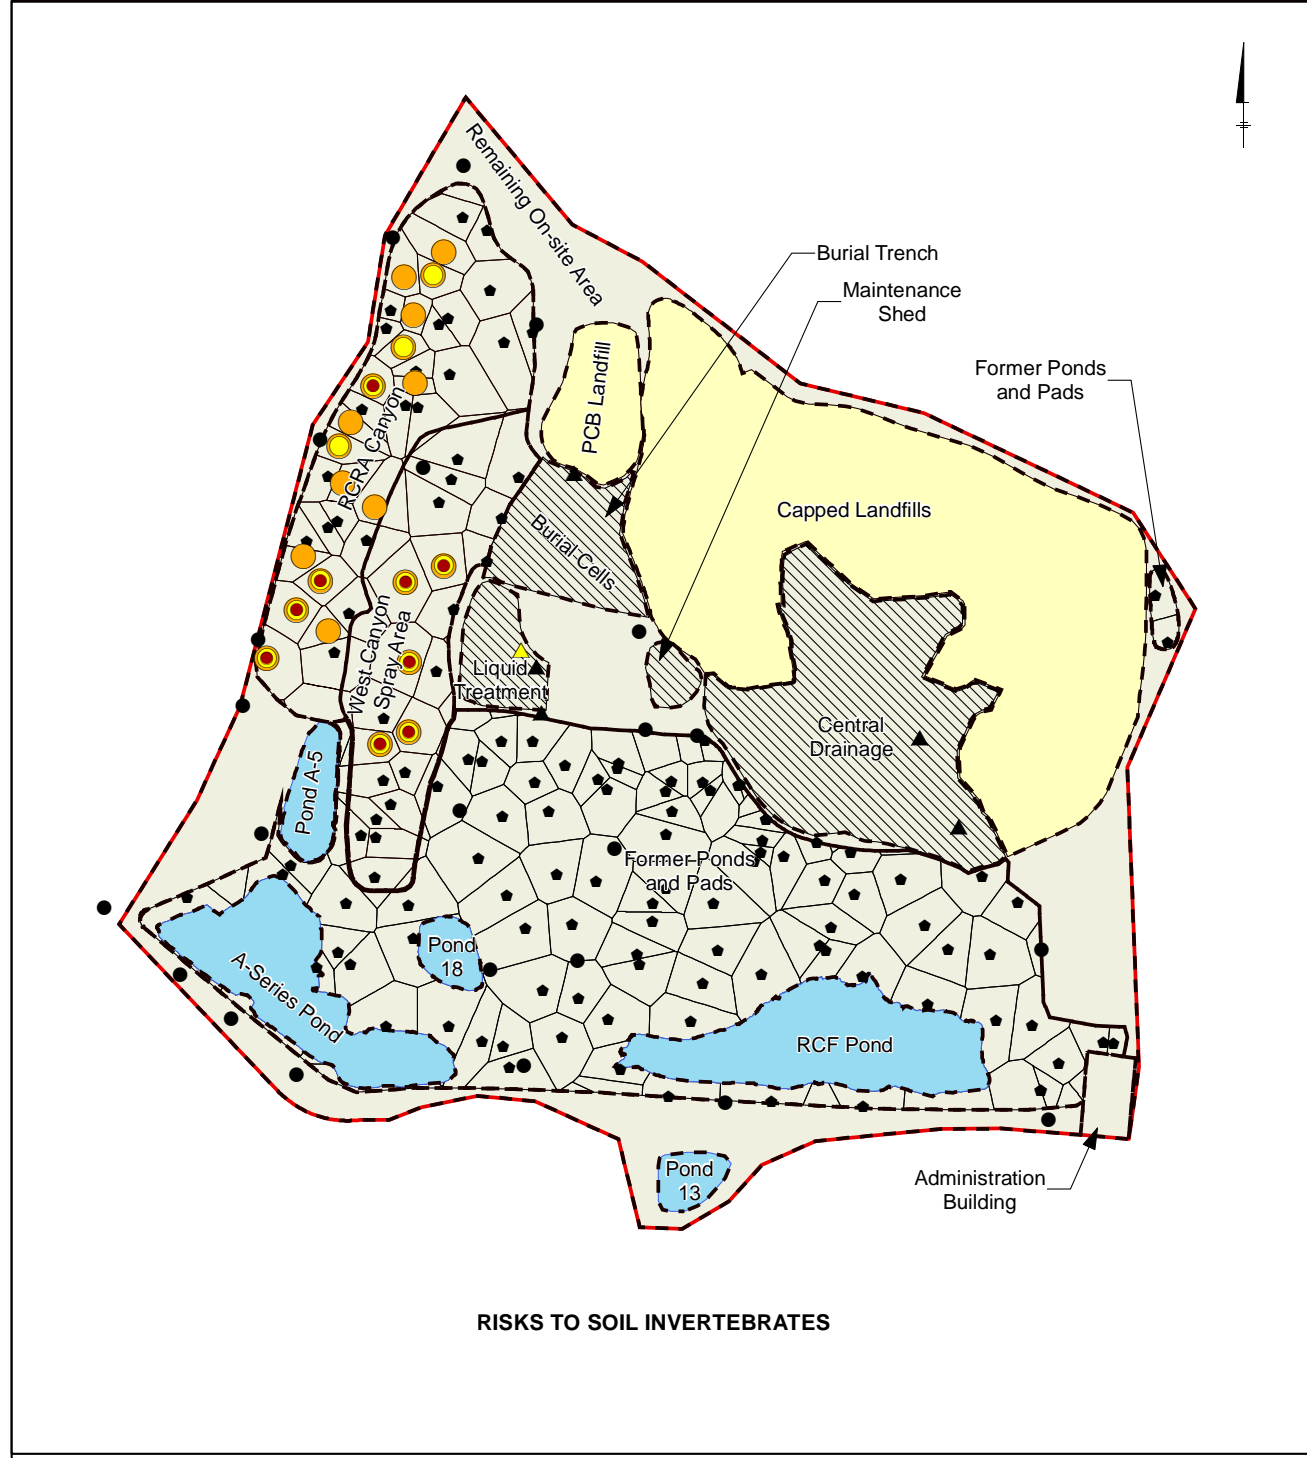 Remaining On-site Area
Burial Trench
Maintenance
Shed
Former Ponds
and Pads
PCB Landfill
RCRA Canyon
Capped Landfills
Burial Cells
West-Canyon
Spray Area
Liquid
Treatment
Central
Drainage
Pond A-5
Former Ponds
and Pads
Pond
18
A-Series Pond
RCF Pond
Pond
13
Administration
Building
RISKS TO SOIL INVERTEBRATES